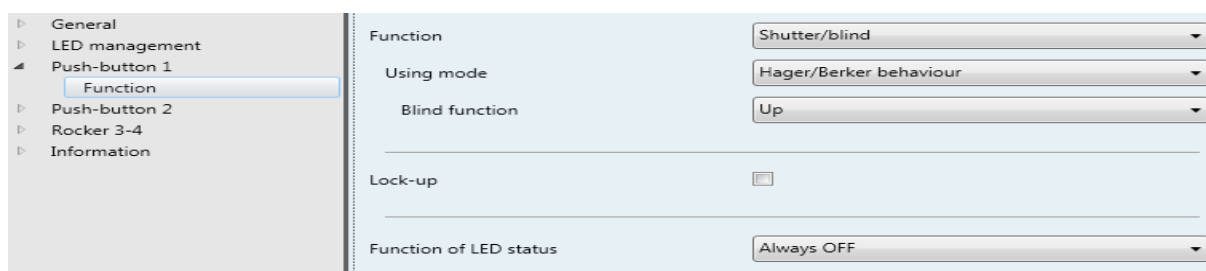 General
LED management
Push-button 1
Function
Push-button 2
Rocker 3-4
Information
Function Shutter/blind
Using mode Hager/Berker behaviour
Blind function Up
Lock-up
Function of LED status Always OFF